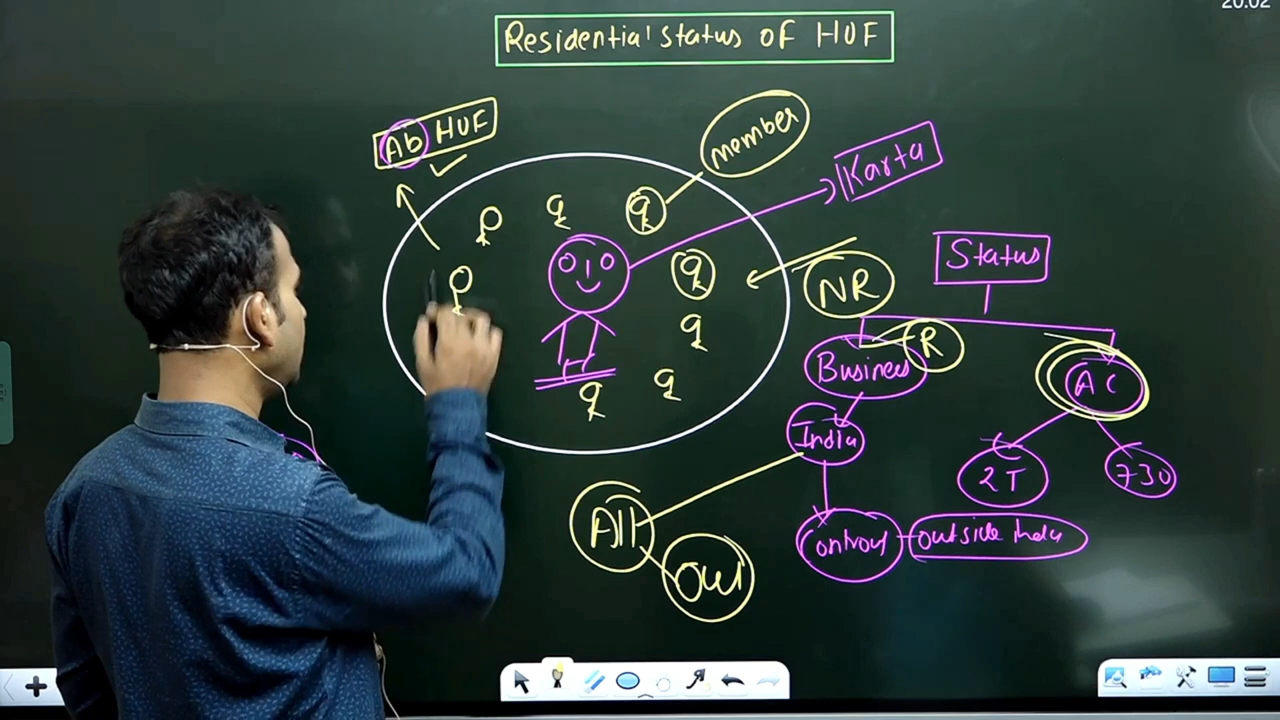 20:02
Residential status of HUF
Ab HUF
member
Karta
Status
NR
R
Business
AC
India
2T
730
All
Control
outside India
Out